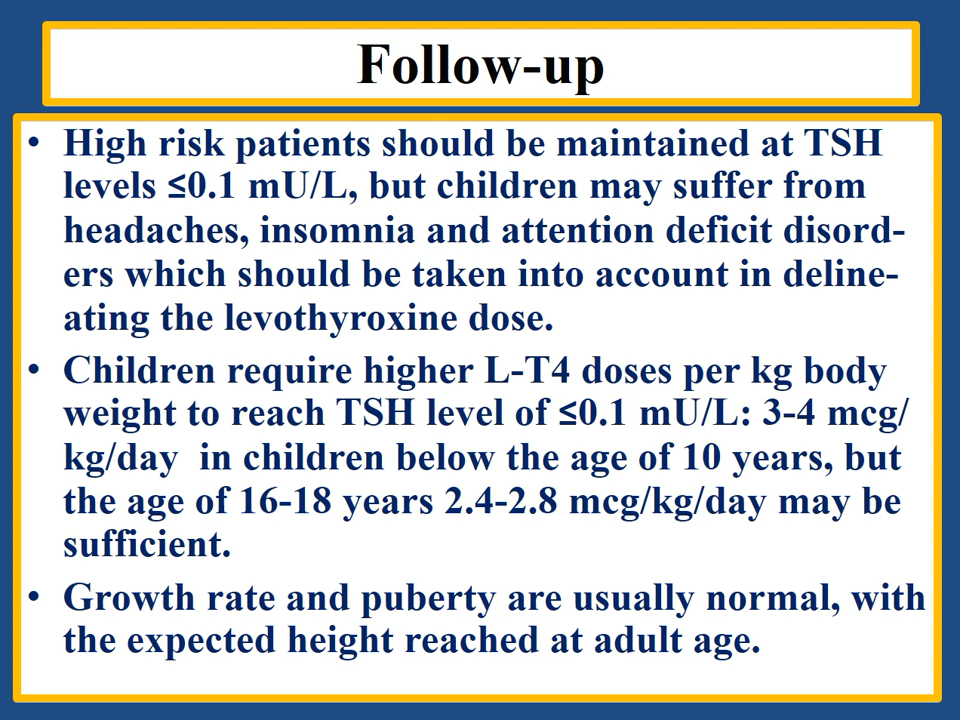 Follow-up
• High risk patients should be maintained at TSH
levels ≤0.1 mU/L, but children may suffer from
headaches, insomnia and attention deficit disord-
ers which should be taken into account in deline-
ating the levothyroxine dose.
• Children require higher L-T4 doses per kg body
weight to reach TSH level of ≤0.1 mU/L: 3-4 mcg/
kg/day  in children below the age of 10 years, but
the age of 16-18 years 2.4-2.8 mcg/kg/day may be
sufficient.
• Growth rate and puberty are usually normal, with
the expected height reached at adult age.